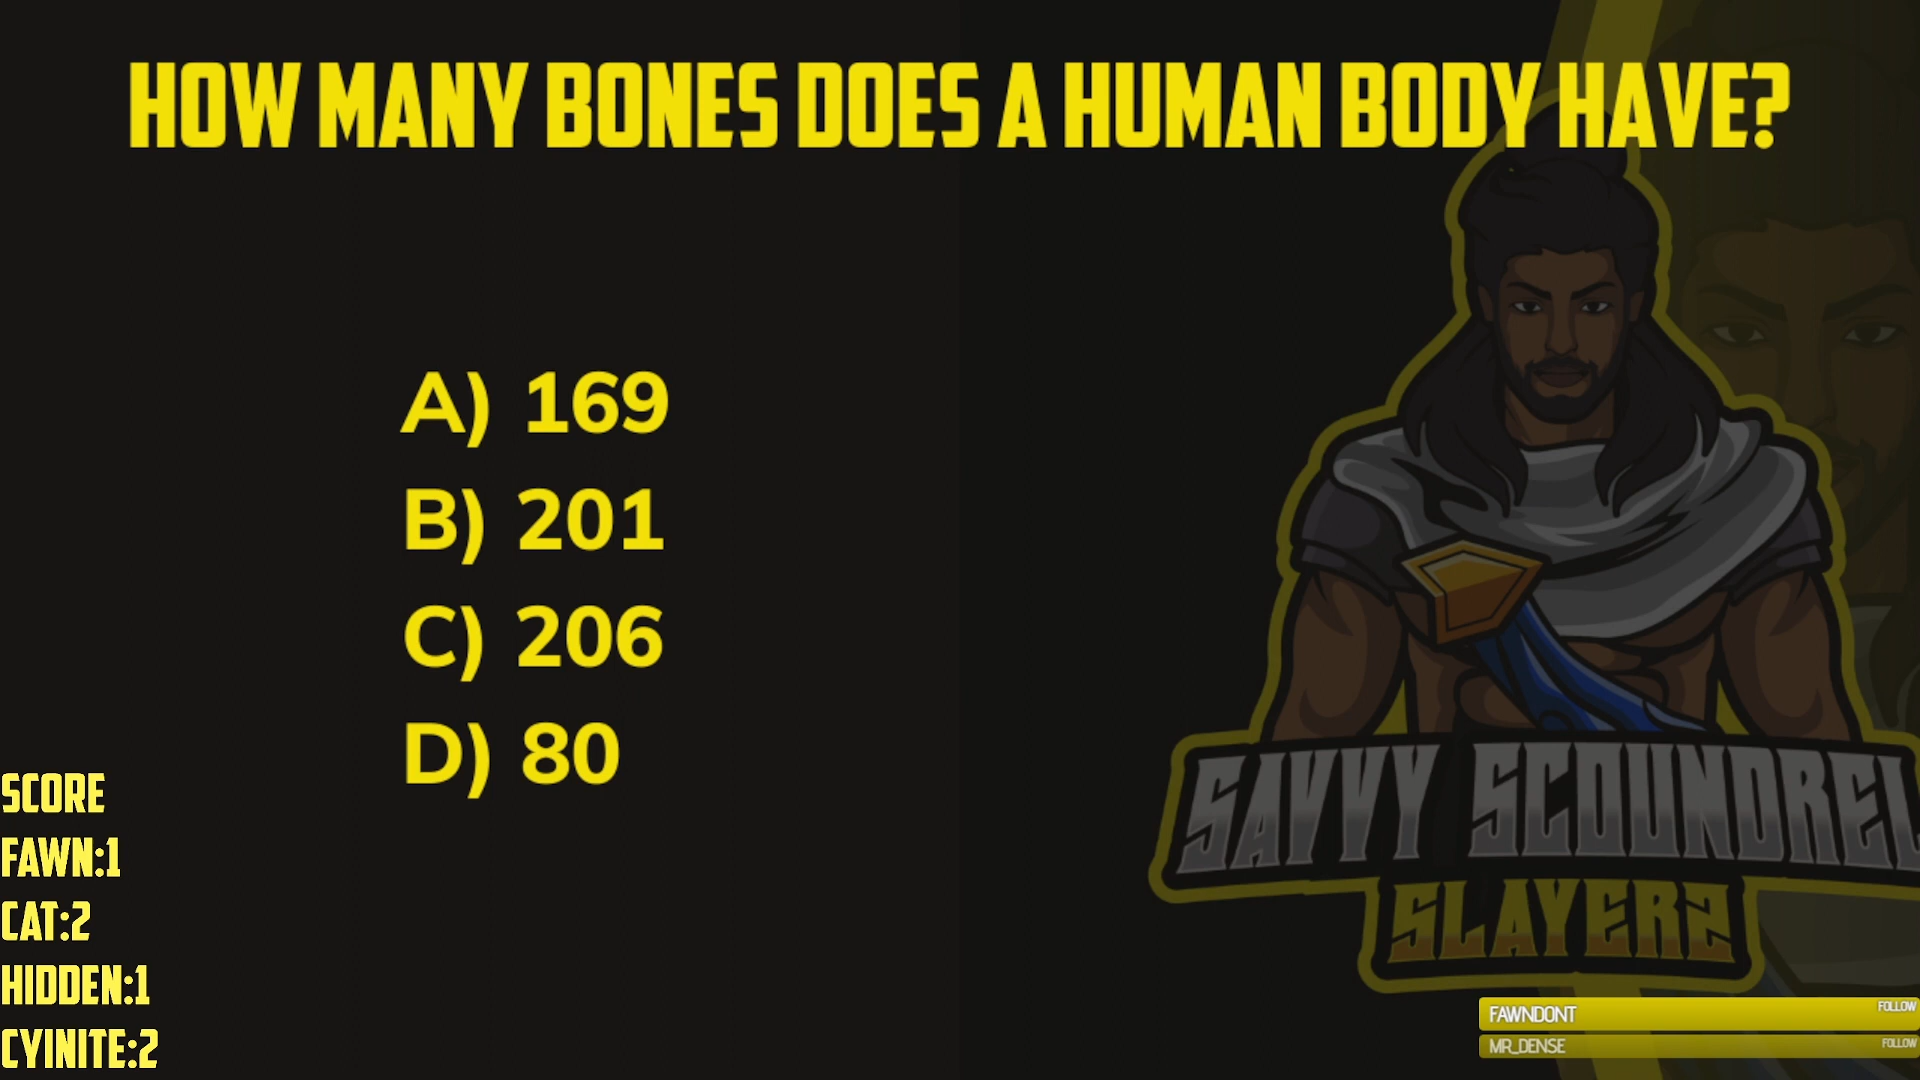 HOW MANY BONES DOES A HUMAN BODY HAVE?
A) 169
B) 201
C) 206
D) 80
SCORE
FAWN:1
CAT:2
HIDDEN:1
CYINITE:2
SAVVY SCOUNDREL
SLAYERZ
FAWNDONT FOLLOW
MR_DENSE FOLLOW